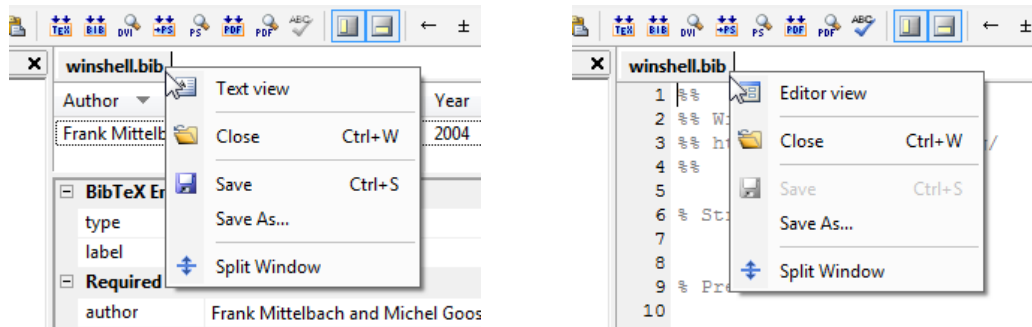 TEX BIB DVI →PS PS PDF PDF ABC ← ±
winshell.bib
Author Year
Frank Mittelb 2004
Text view
Close Ctrl+W
Save Ctrl+S
Save As...
Split Window
BibTeX En
type
label
Required
author Frank Mittelbach and Michel Goos
TEX BIB DVI →PS PS PDF PDF ABC ← ±
winshell.bib
1 %%
2 %% Wi
3 %% ht g/
4 %%
5
6 % Str
7
8
9 % Pre
10
Editor view
Close Ctrl+W
Save Ctrl+S
Save As...
Split Window